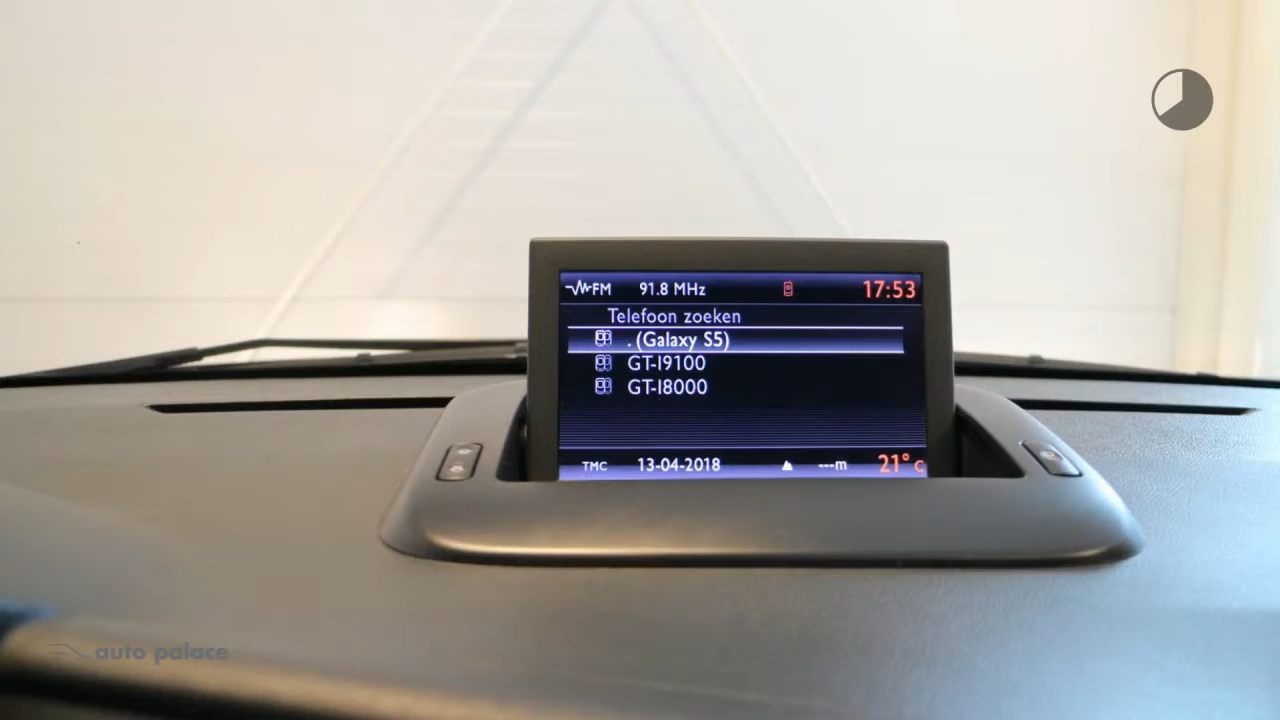 FM 91.8 MHz 17:53
Telefoon zoeken
. (Galaxy S5)
GT-I9100
GT-I8000
TMC 13-04-2018 ---m 21°C
auto palace